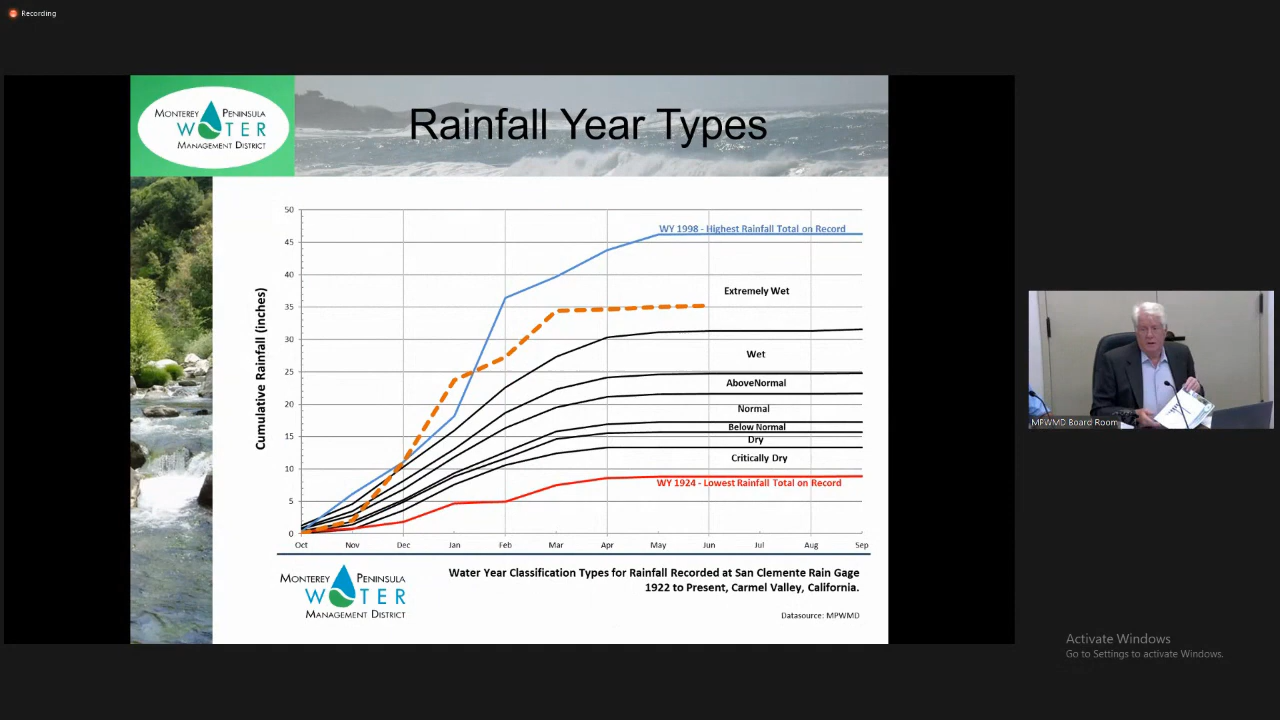 Recording
MONTEREY PENINSULA
WATER
MANAGEMENT DISTRICT
Rainfall Year Types
Cumulative Rainfall (inches)
50
45
40
35
30
25
20
15
10
5
0
WY 1998 - Highest Rainfall Total on Record
Extremely Wet
Wet
AboveNormal
Normal
Below Normal
Dry
Critically Dry
WY 1924 - Lowest Rainfall Total on Record
Oct Nov Dec Jan Feb Mar Apr May Jun Jul Aug Sep
MONTEREY PENINSULA
WATER
MANAGEMENT DISTRICT
Water Year Classification Types for Rainfall Recorded at San Clemente Rain Gage
1922 to Present, Carmel Valley, California.
Datasource: MPWMD
MPWMD Board Room
Activate Windows
Go to Settings to activate Windows.